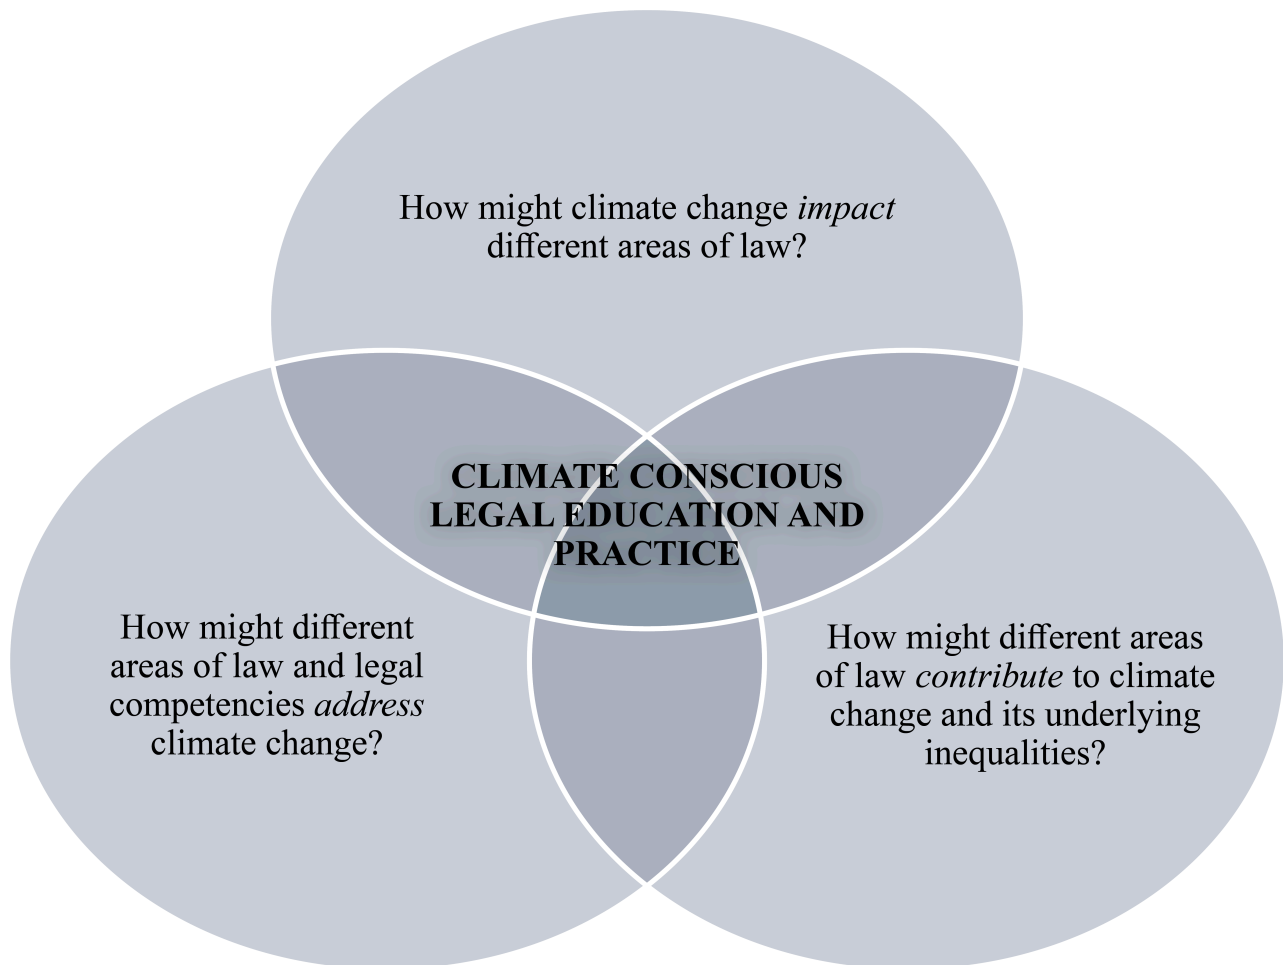 How might climate change impact
different areas of law?
CLIMATE CONSCIOUS
LEGAL EDUCATION AND
PRACTICE
How might different
areas of law and legal
competencies address
climate change?
How might different areas
of law contribute to climate
change and its underlying
inequalities?